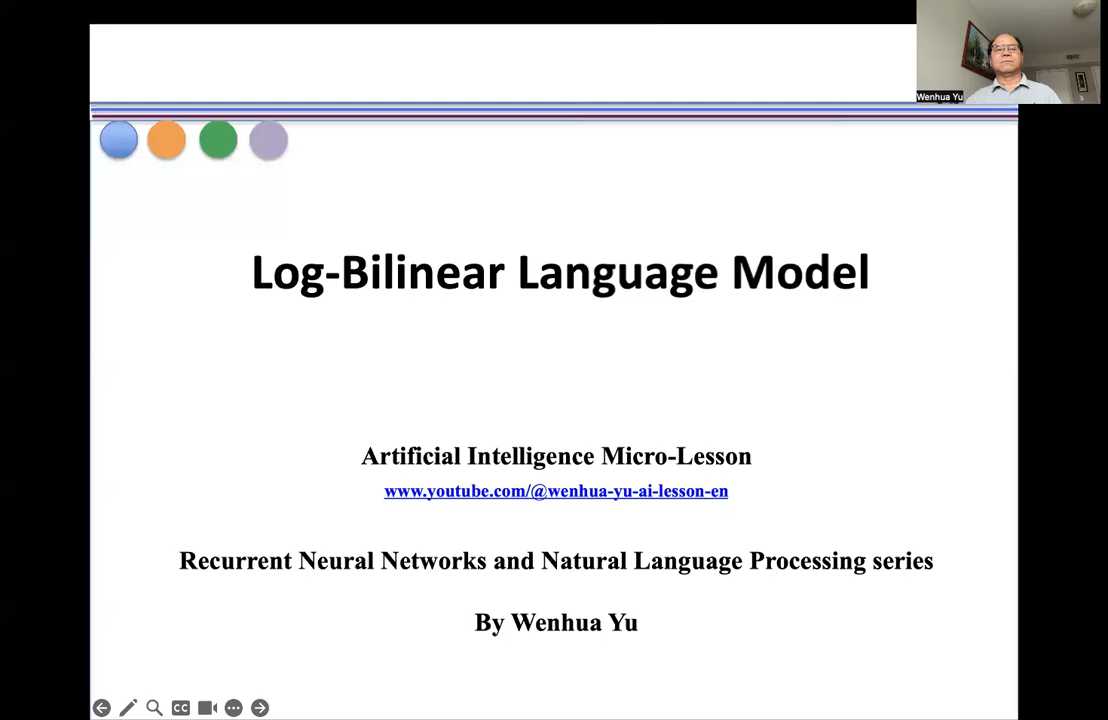 Wenhua Yu
Log-Bilinear Language Model
Artificial Intelligence Micro-Lesson
www.youtube.com/@wenhua-yu-ai-lesson-en
Recurrent Neural Networks and Natural Language Processing series
By Wenhua Yu
CC